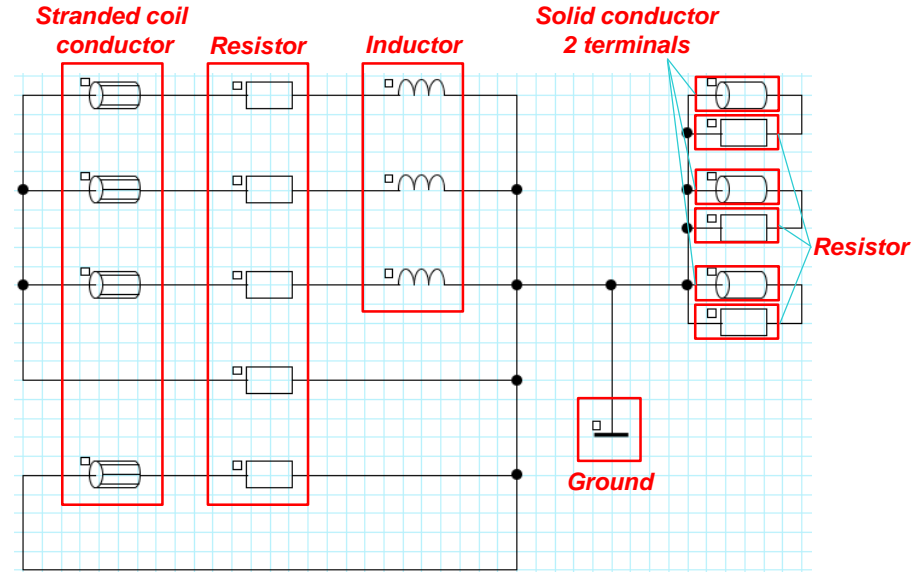 Stranded coil
conductor
Resistor
Inductor
Solid conductor
2 terminals
Resistor
Ground